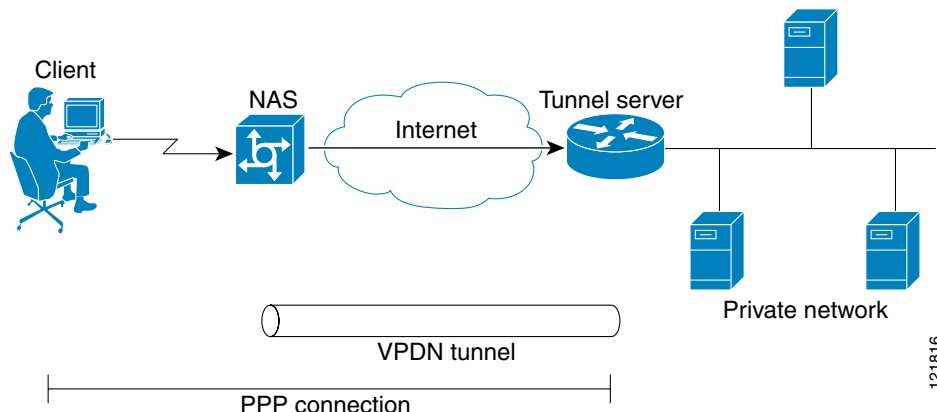 Client
NAS
Internet
Tunnel server
Private network
VPDN tunnel
PPP connection
121816